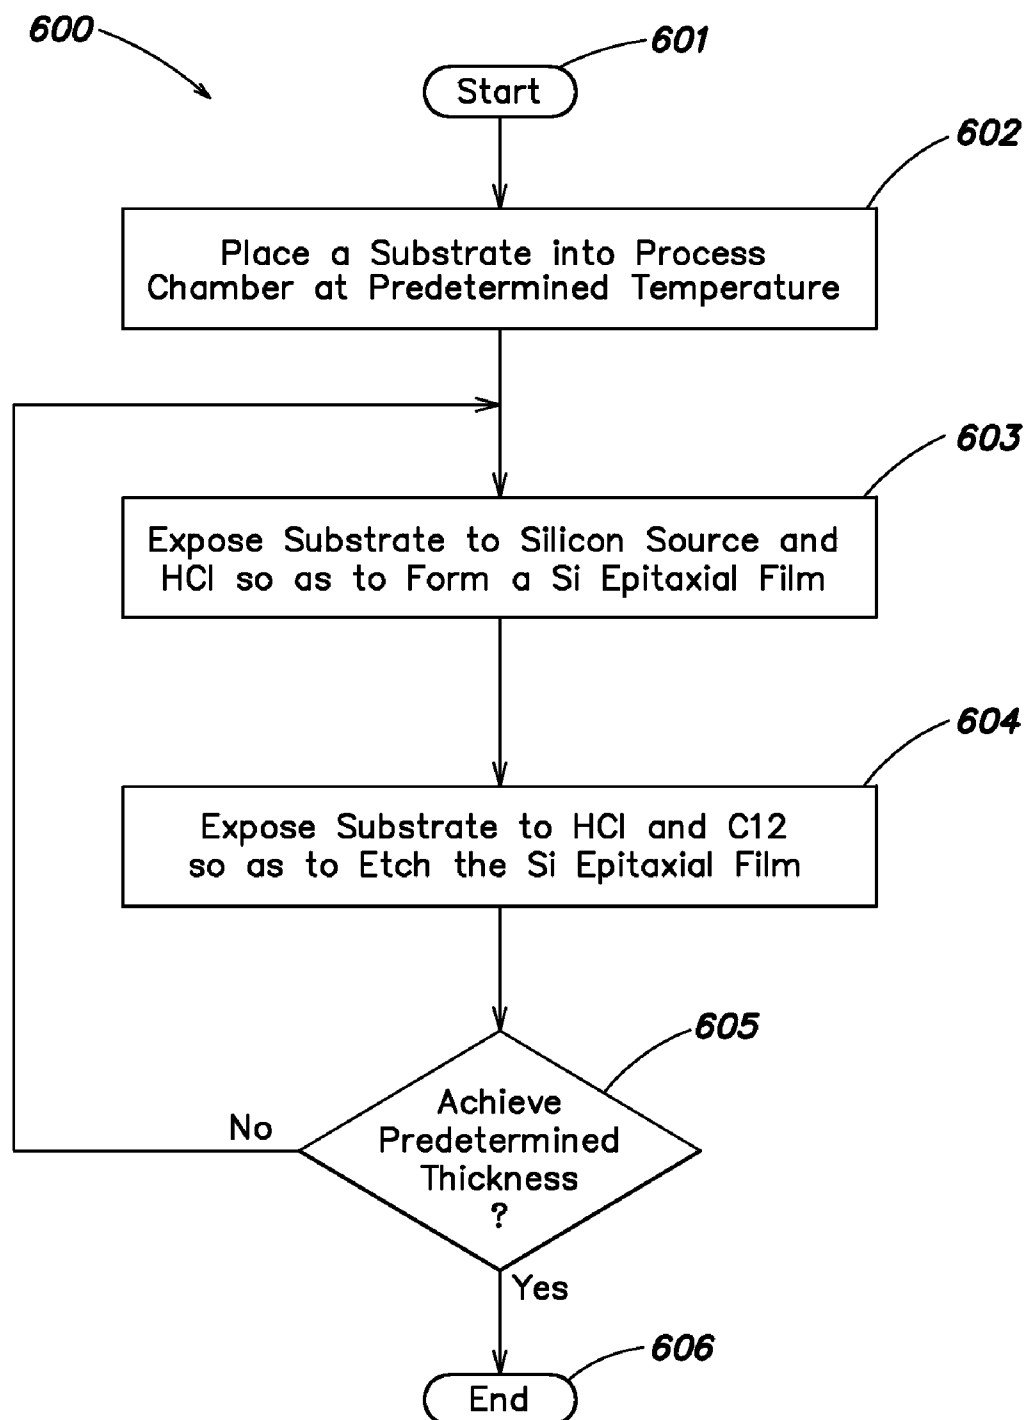 600
601
Start
602
Place a Substrate into Process
Chamber at Predetermined Temperature
603
Expose Substrate to Silicon Source and
HCl so as to Form a Si Epitaxial Film
604
Expose Substrate to HCl and C12
so as to Etch the Si Epitaxial Film
605
Achieve
Predetermined
Thickness
?
No
Yes
606
End